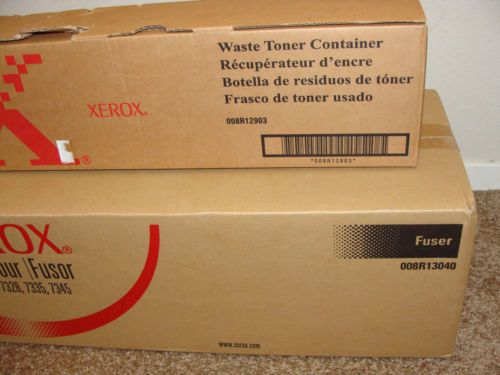 Waste Toner Container
Récupérateur d'encre
Botella de residuos de tóner
Frasco de toner usado
XEROX®
008R12903
*008R12903*
ROX®
our/Fusor
7328, 7335, 7345
Fuser
008R13040
www.xerox.com